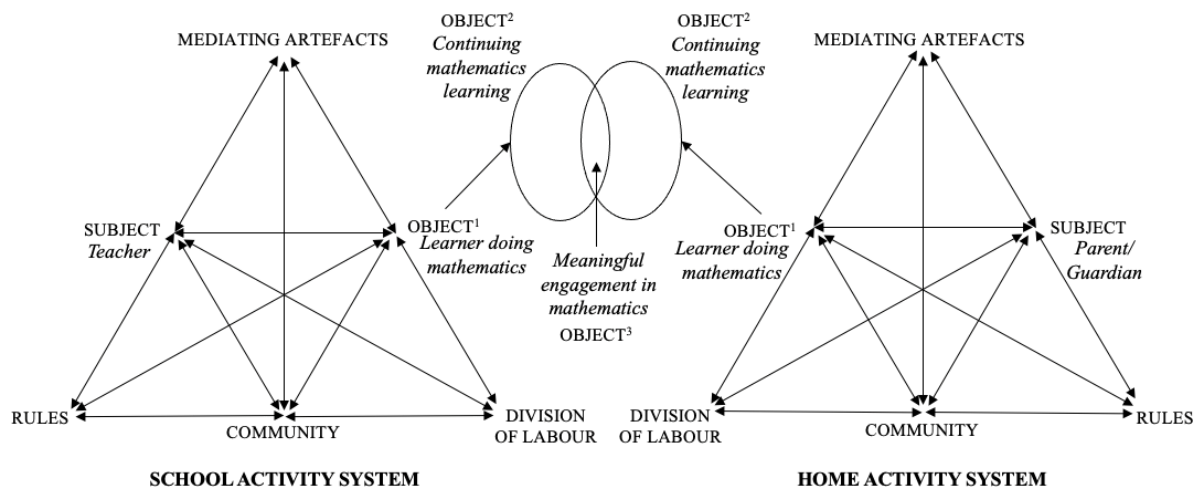 MEDIATING ARTEFACTS
OBJECT²
Continuing
mathematics
learning
OBJECT²
Continuing
mathematics
learning
MEDIATING ARTEFACTS
SUBJECT
Teacher
OBJECT¹
Learner doing
mathematics
Meaningful
engagement in
mathematics
OBJECT³
OBJECT¹
Learner doing
mathematics
SUBJECT
Parent/
Guardian
RULES
COMMUNITY
DIVISION
OF LABOUR
DIVISION
OF LABOUR
COMMUNITY
RULES
SCHOOL ACTIVITY SYSTEM
HOME ACTIVITY SYSTEM